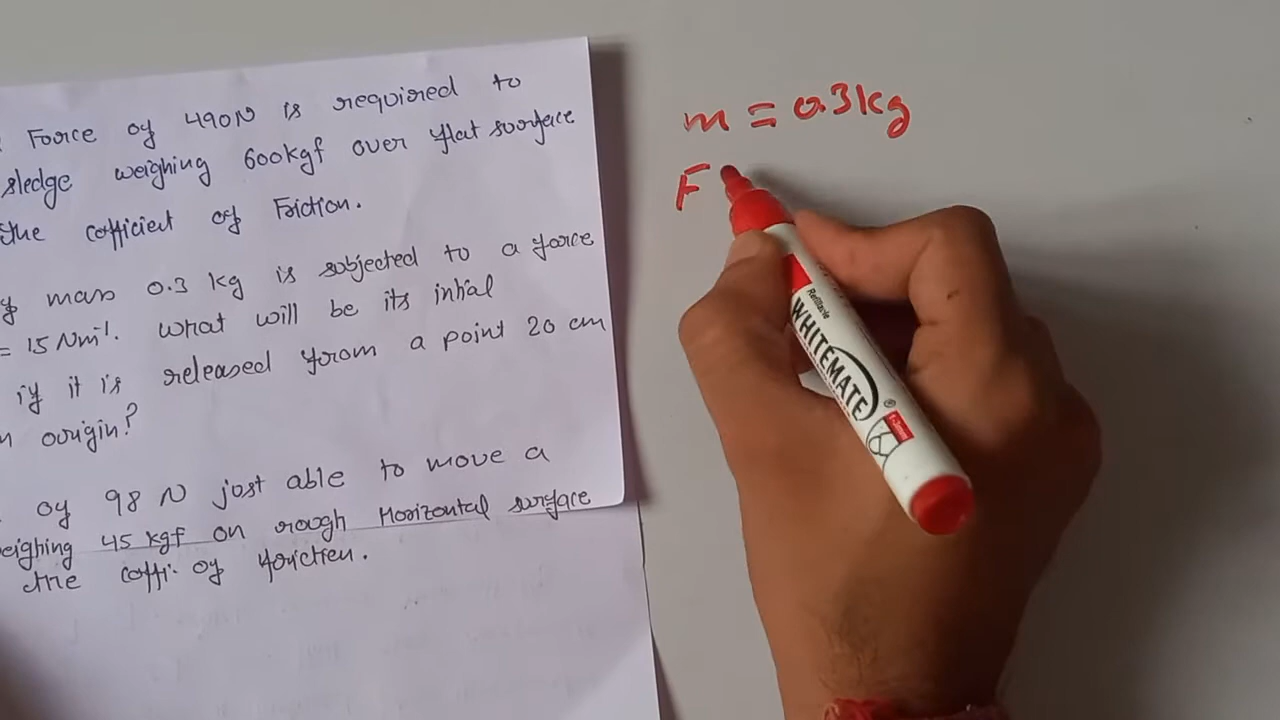 Force of 490N is required to
sledge weighing 600kgf over flat surface
the cofficient of Friction.
mass 0.3 kg is subjected to a force
= 15 Nm⁻¹. What will be its inital
if it is released from a point 20 cm
origin?
of 98 N just able to move a
weighing 45 kgf on rough Horizontal surface
the coffi. of friction.
m = 0.3kg
F
Refillable
WHITEMATE